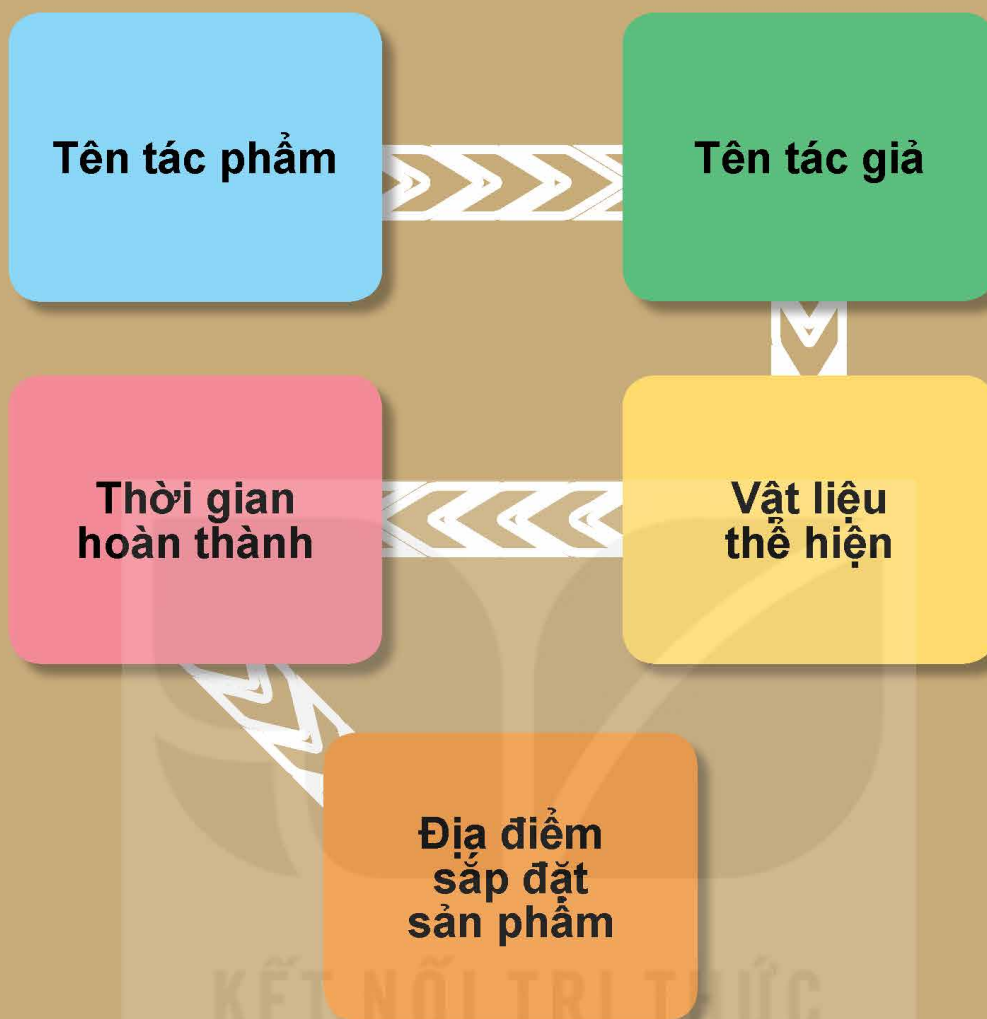 Tên tác phẩm
Tên tác giả
Vật liệu
thể hiện
Thời gian
hoàn thành
Địa điểm
sắp đặt
sản phẩm
KẾT NỐI TRI THỨC